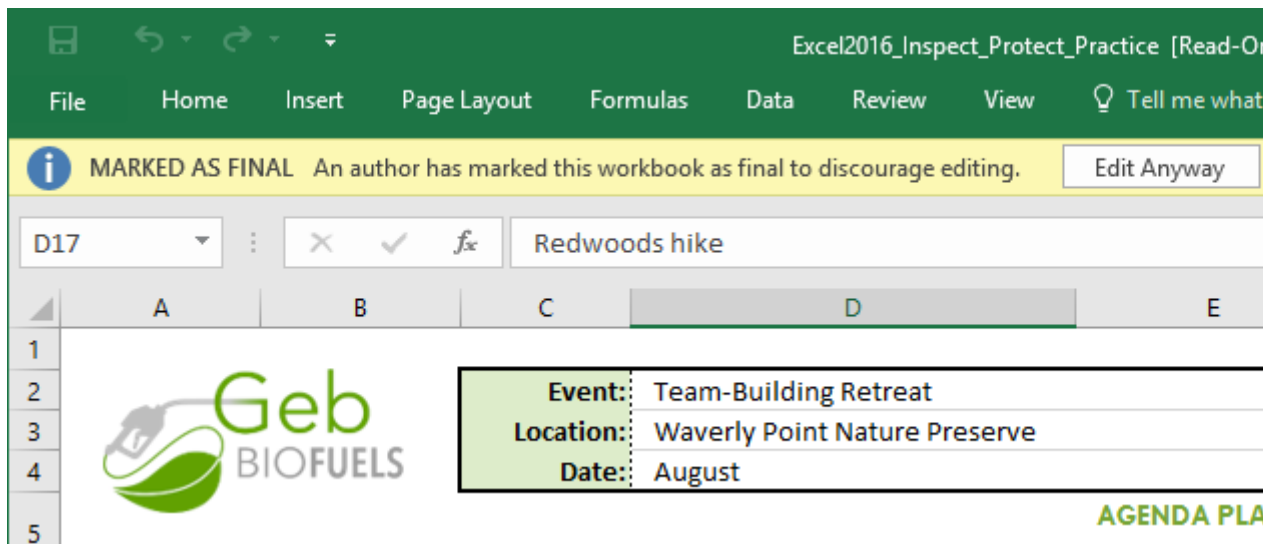 Excel2016_Inspect_Protect_Practice [Read-On
File Home Insert Page Layout Formulas Data Review View Tell me what
MARKED AS FINAL An author has marked this workbook as final to discourage editing. Edit Anyway
D17 fx Redwoods hike
A B C D E
1
2 Event: Team-Building Retreat
3 Location: Waverly Point Nature Preserve
4 Date: August
Geb
BIOFUELS
5 AGENDA PLA